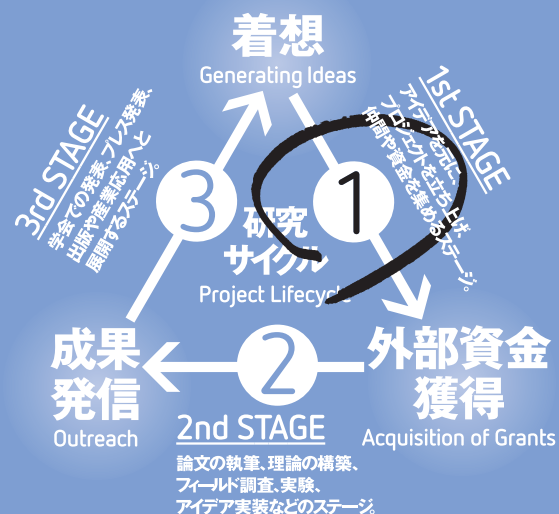 着想
Generating Ideas
1st STAGE
アイデアを元に、
プロジェクトを立ち上げ、
仲間や資金を集めるステージ。
1
3rd STAGE
学会での発表、プレス発表、
出版や産業応用へと
展開するステージ。
3
研究
サイクル
Project Lifecycle
外部資金
獲得
Acquisition of Grants
2
2nd STAGE
論文の執筆、理論の構築、
フィールド調査、実験、
アイデア実装などのステージ。
成果
発信
Outreach